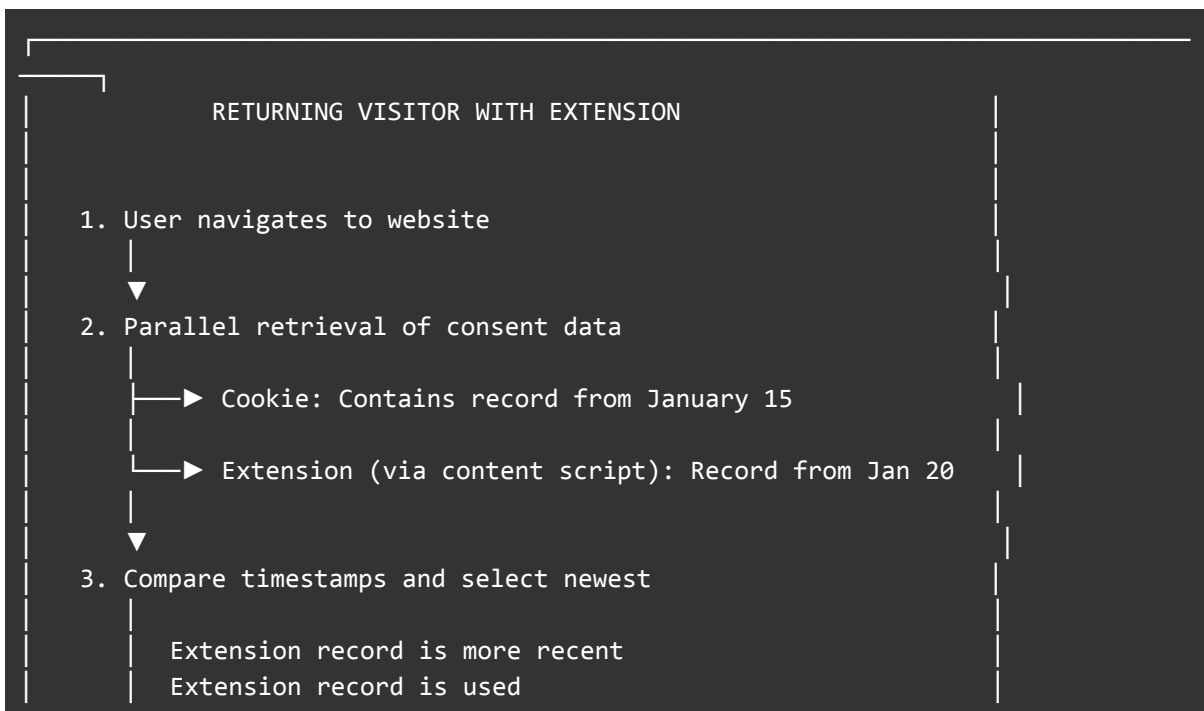 RETURNING VISITOR WITH EXTENSION
1. User navigates to website
▼
2. Parallel retrieval of consent data
├──► Cookie: Contains record from January 15
└──► Extension (via content script): Record from Jan 20
▼
3. Compare timestamps and select newest
Extension record is more recent
Extension record is used